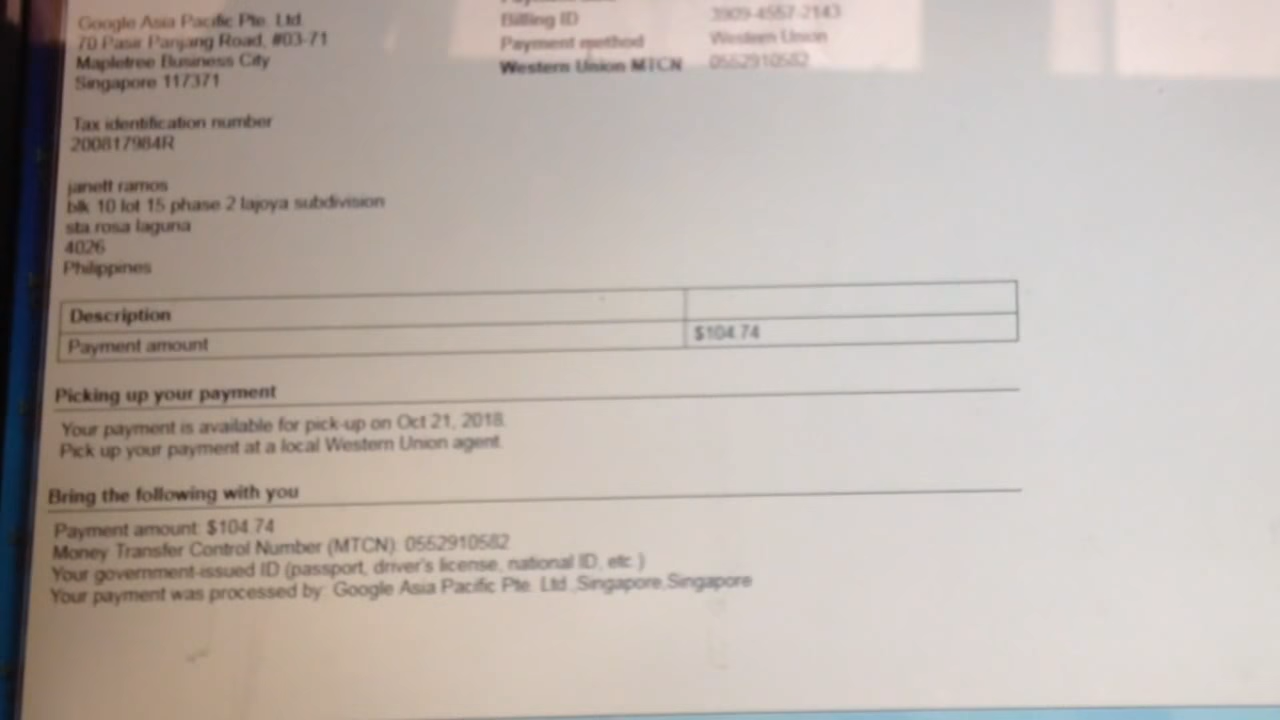 Google Asia Pacific Pte. Ltd.
70 Pasir Panjang Road, #03-71
Mapletree Business City
Singapore 117371
Billing ID 3909-4557-2143
Payment method Western Union
Western Union MTCN 0552910582
Tax identification number
200817984R
janett ramos
blk 10 lot 15 phase 2 lajoya subdivision
sta rosa laguna
4026
Philippines
Description
Payment amount $104.74
Picking up your payment
Your payment is available for pick-up on Oct 21, 2018.
Pick up your payment at a local Western Union agent.
Bring the following with you
Payment amount: $104.74
Money Transfer Control Number (MTCN): 0552910582
Your government-issued ID (passport, driver's license, national ID, etc.)
Your payment was processed by: Google Asia Pacific Pte. Ltd.,Singapore,Singapore